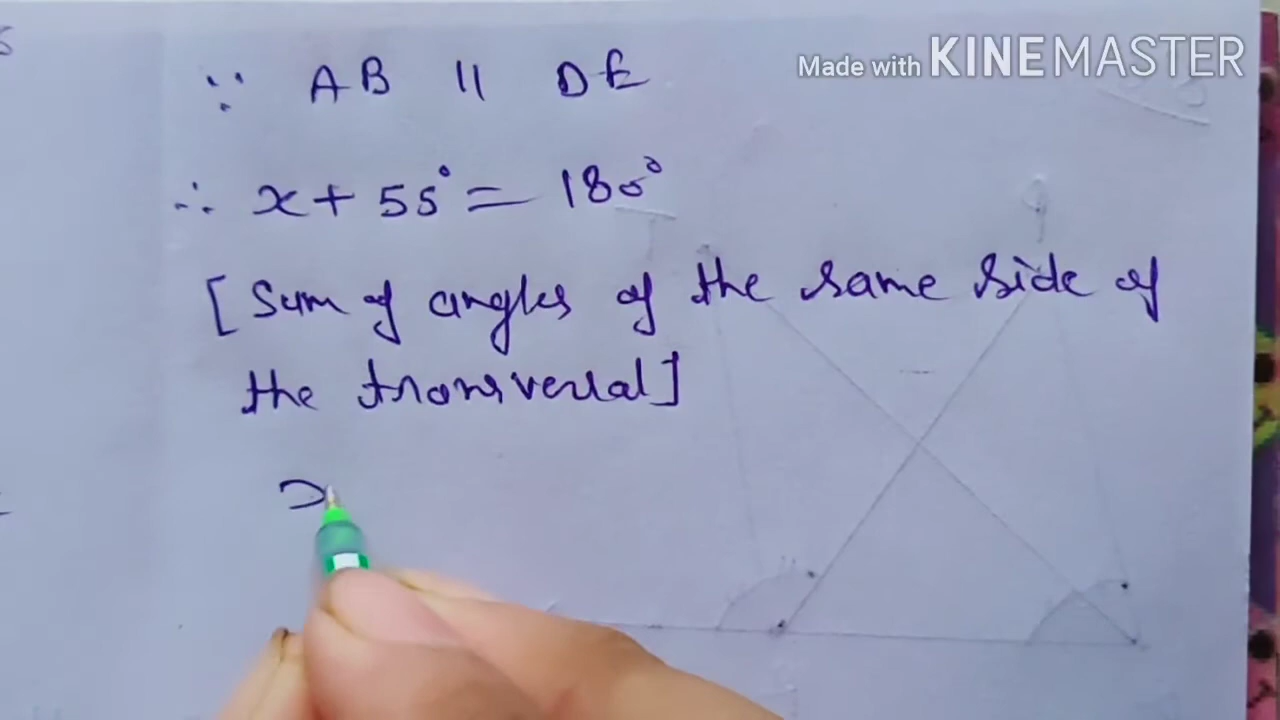 Made with KINEMASTER
∵ AB || DE
∴ x + 55° = 180°
[Sum of angles of the same side of
the transversal]
x